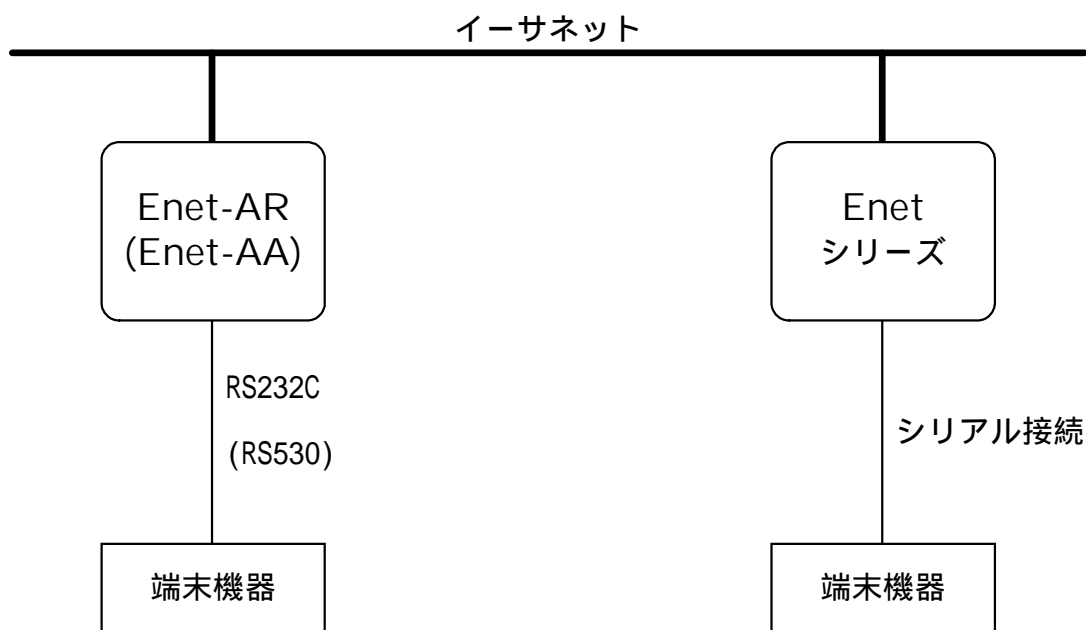 イーサネット
Enet-AR
(Enet-AA)
Enet
シリーズ
RS232C
(RS530)
シリアル接続
端末機器
端末機器